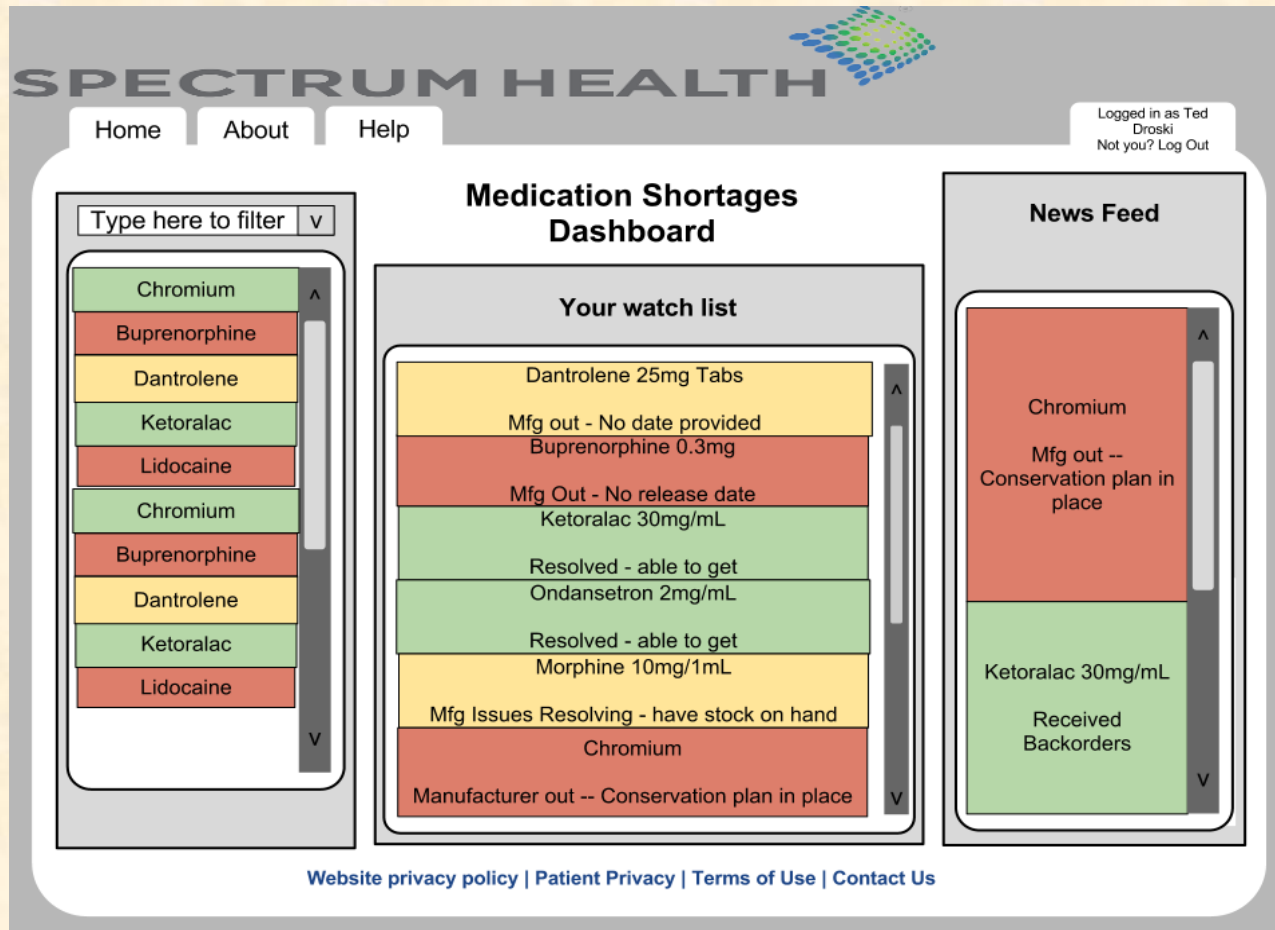 SPECTRUM HEALTH
Home
About
Help
Logged in as Ted
Droski
Not you? Log Out
Type here to filter
v
Chromium
Buprenorphine
Dantrolene
Ketoralac
Lidocaine
Chromium
Buprenorphine
Dantrolene
Ketoralac
Lidocaine
^
v
Medication Shortages
Dashboard
Your watch list
Dantrolene 25mg Tabs
Mfg out - No date provided
Buprenorphine 0.3mg
Mfg Out - No release date
Ketoralac 30mg/mL
Resolved - able to get
Ondansetron 2mg/mL
Resolved - able to get
Morphine 10mg/1mL
Mfg Issues Resolving - have stock on hand
Chromium
Manufacturer out -- Conservation plan in place
^
v
News Feed
Chromium
Mfg out --
Conservation plan in
place
Ketoralac 30mg/mL
Received
Backorders
^
v
Website privacy policy | Patient Privacy | Terms of Use | Contact Us